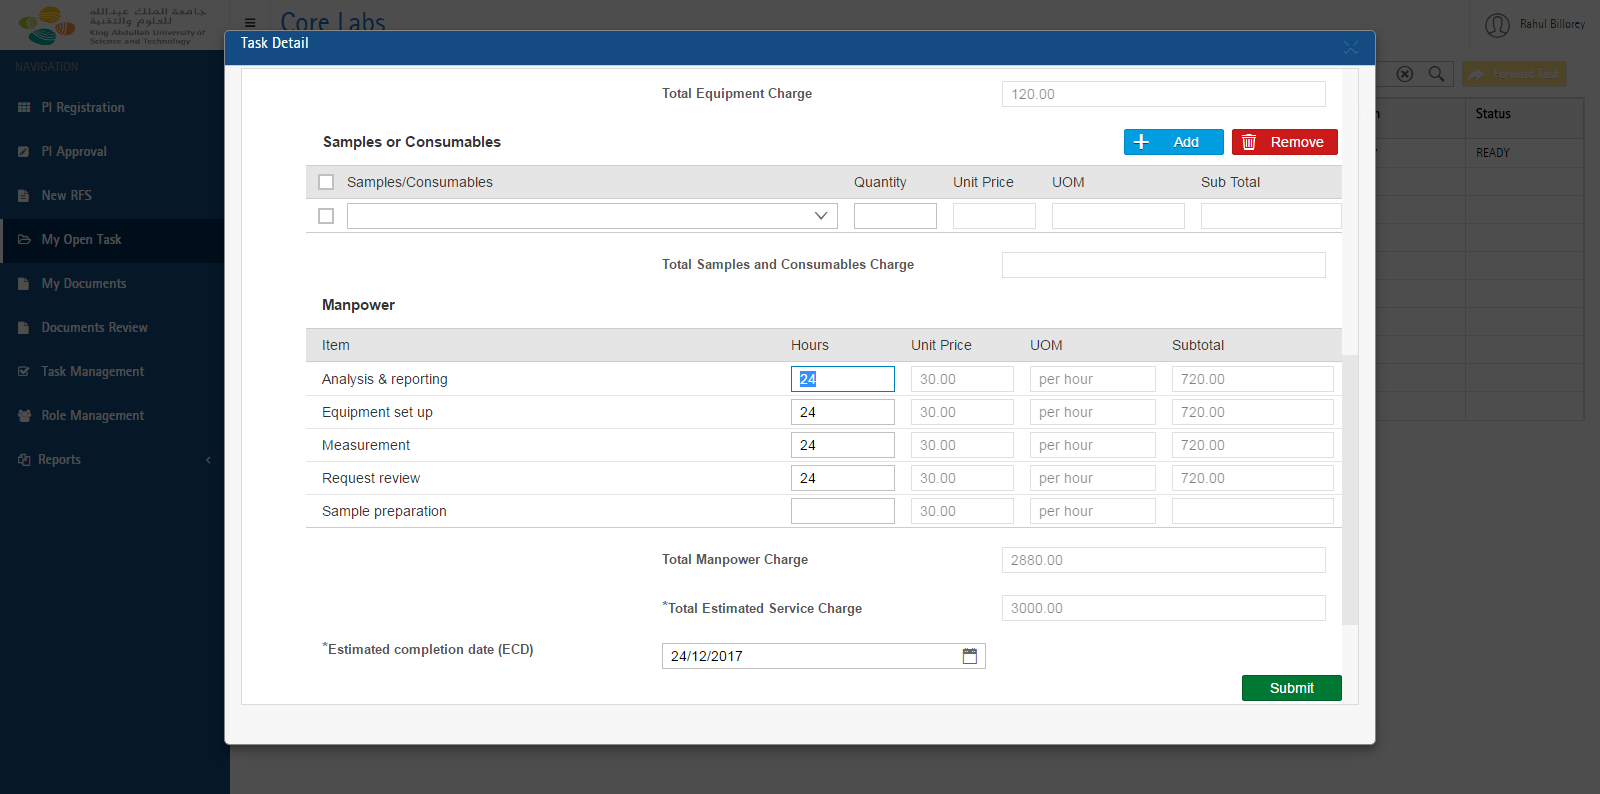 جامعة الملك عبدالله
للعلوم والتقنية
King Abdullah University of
Science and Technology
Core Labs
Rahul Billorey
Task Detail
NAVIGATION
PI Registration
PI Approval
New RFS
My Open Task
My Documents
Documents Review
Task Management
Role Management
Reports
Forward Task
Status
READY
Total Equipment Charge
120.00
Samples or Consumables
Add
Remove
Samples/Consumables Quantity Unit Price UOM Sub Total
Total Samples and Consumables Charge
Manpower
Item Hours Unit Price UOM Subtotal
Analysis & reporting 24 30.00 per hour 720.00
Equipment set up 24 30.00 per hour 720.00
Measurement 24 30.00 per hour 720.00
Request review 24 30.00 per hour 720.00
Sample preparation 30.00 per hour
Total Manpower Charge 2880.00
*Total Estimated Service Charge 3000.00
*Estimated completion date (ECD) 24/12/2017
Submit